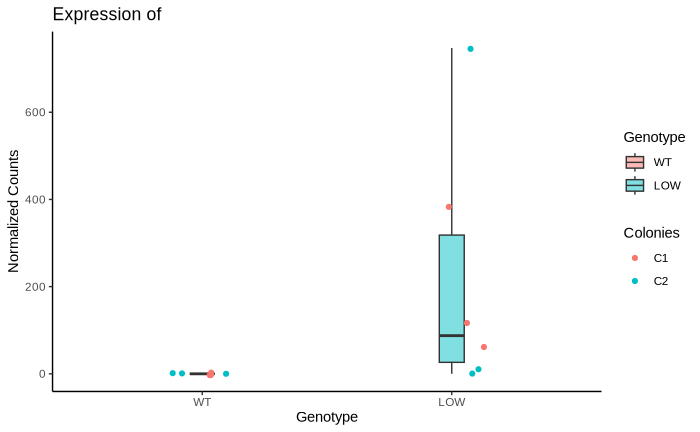 Expression of
Normalized Counts
600
400
200
0
WT
LOW
Genotype
Genotype
WT
LOW
Colonies
C1
C2